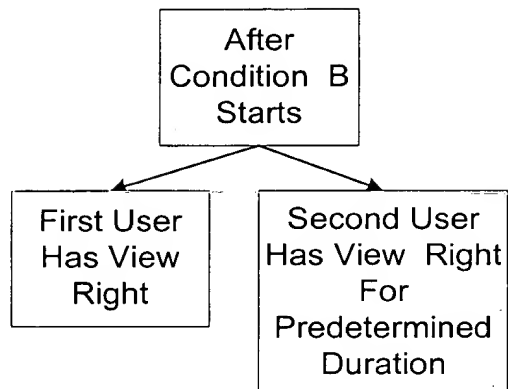 After
Condition B
Starts
First User
Has View
Right
Second User
Has View Right
For
Predetermined
Duration